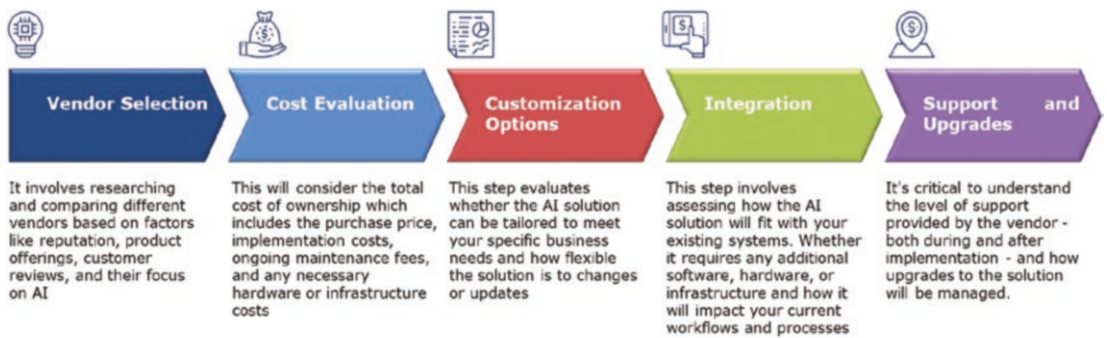 Vendor Selection
It involves researching
and comparing different
vendors based on factors
like reputation, product
offerings, customer
reviews, and their focus
on AI
Cost Evaluation
This will consider the total
cost of ownership which
includes the purchase price,
implementation costs,
ongoing maintenance fees,
and any necessary
hardware or infrastructure
costs
Customization
Options
This step evaluates
whether the AI solution
can be tailored to meet
your specific business
needs and how flexible
the solution is to changes
or updates
Integration
This step involves
assessing how the AI
solution will fit with your
existing systems. Whether
it requires any additional
software, hardware, or
infrastructure and how it
will impact your current
workflows and processes
Support and
Upgrades
It's critical to understand
the level of support
provided by the vendor -
both during and after
implementation - and how
upgrades to the solution
will be managed.